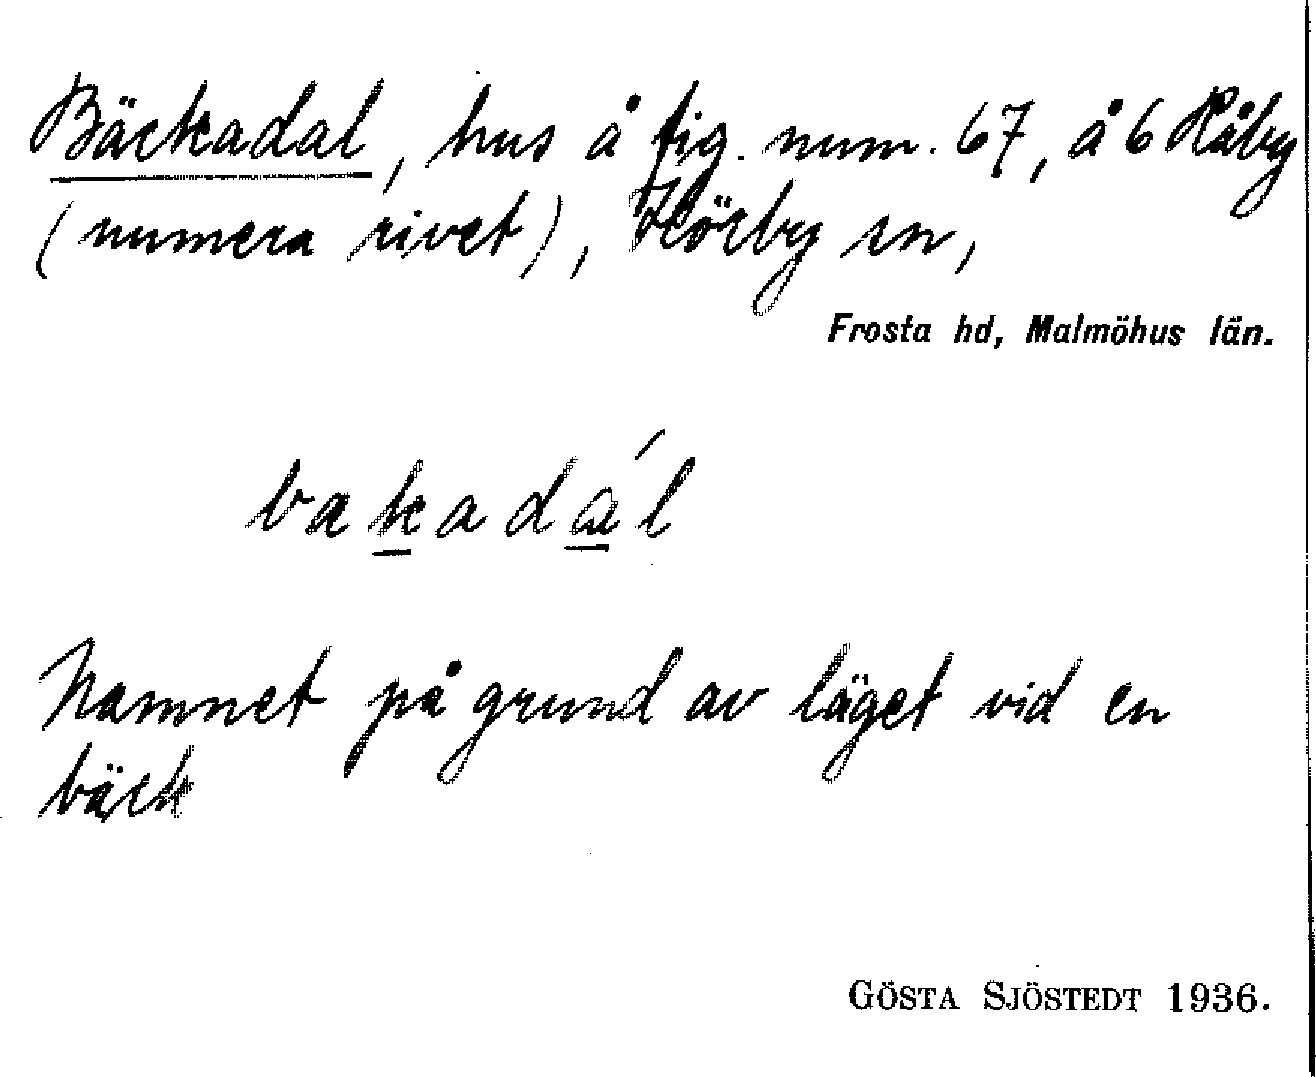 Bäckadal, hus å fig. num. 67, å 6 Råby
(numera rivet), Hörby sn,
Frosta hd, Malmöhus län.
bakadál
Namnet på grund av läget vid en
bäck
GÖSTA SJÖSTEDT 1936.